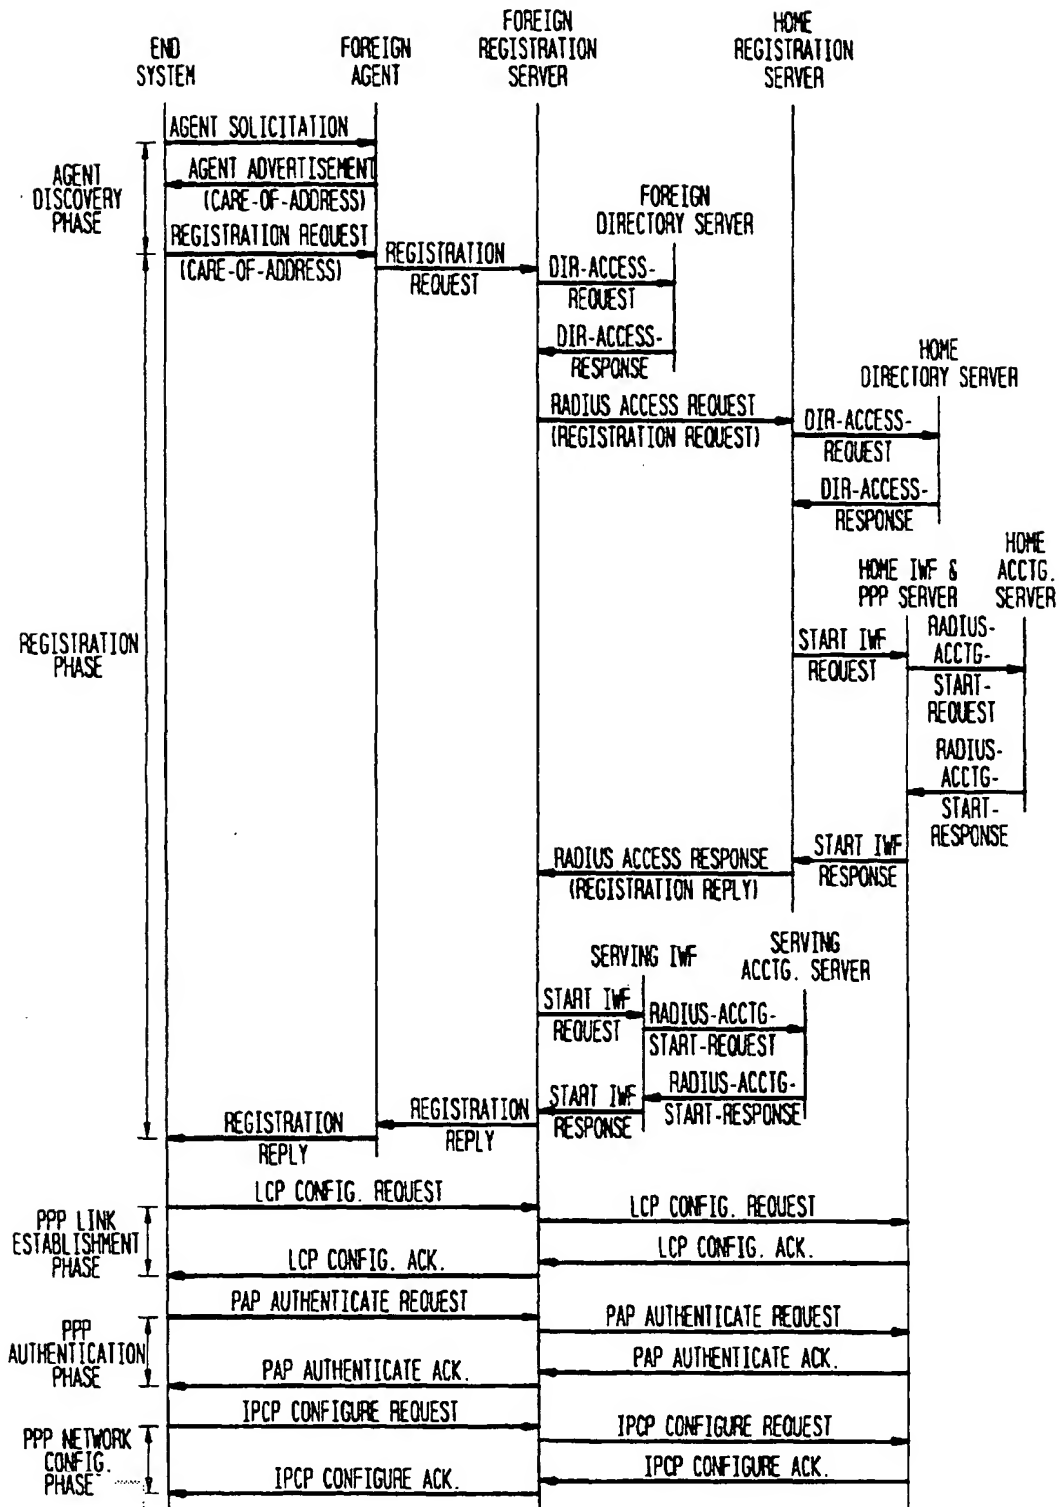 END
SYSTEM
FOREIGN
AGENT
FOREIGN
REGISTRATION
SERVER
HOME
REGISTRATION
SERVER
AGENT SOLICITATION
AGENT
DISCOVERY
PHASE
AGENT ADVERTISEMENT
(CARE-OF-ADDRESS)
FOREIGN
DIRECTORY SERVER
REGISTRATION REQUEST
(CARE-OF-ADDRESS)
REGISTRATION
REQUEST
DIR-ACCESS-
REQUEST
DIR-ACCESS-
RESPONSE
HOME
DIRECTORY SERVER
RADIUS ACCESS REQUEST
(REGISTRATION REQUEST)
DIR-ACCESS-
REQUEST
DIR-ACCESS-
RESPONSE
HOME IWF &
PPP SERVER
HOME
ACCTG.
SERVER
REGISTRATION
PHASE
START IWF
REQUEST
RADIUS-
ACCTG-
START-
REQUEST
RADIUS-
ACCTG-
START-
RESPONSE
START IWF
RESPONSE
RADIUS ACCESS RESPONSE
(REGISTRATION REPLY)
SERVING IWF
SERVING
ACCTG. SERVER
START IWF
REQUEST
RADIUS-ACCTG-
START-REQUEST
RADIUS-ACCTG-
START-RESPONSE
START IWF
RESPONSE
REGISTRATION
REPLY
REGISTRATION
REPLY
PPP LINK
ESTABLISHMENT
PHASE
LCP CONFIG. REQUEST
LCP CONFIG. REQUEST
LCP CONFIG. ACK.
LCP CONFIG. ACK.
PPP
AUTHENTICATION
PHASE
PAP AUTHENTICATE REQUEST
PAP AUTHENTICATE REQUEST
PAP AUTHENTICATE ACK.
PAP AUTHENTICATE ACK.
PPP NETWORK
CONFIG.
PHASE
IPCP CONFIGURE REQUEST
IPCP CONFIGURE REQUEST
IPCP CONFIGURE ACK.
IPCP CONFIGURE ACK.